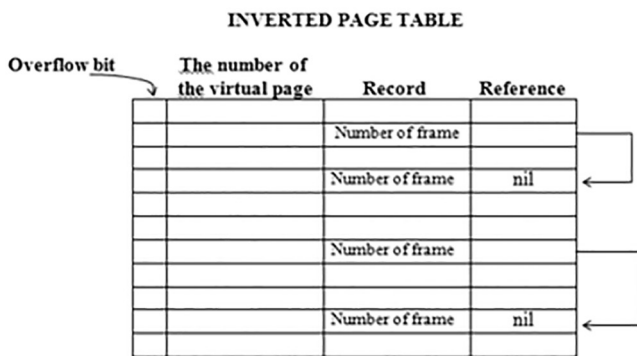 INVERTED PAGE TABLE
Overflow bit
The number of
the virtual page
Record
Reference
Number of frame
Number of frame nil
Number of frame
Number of frame nil